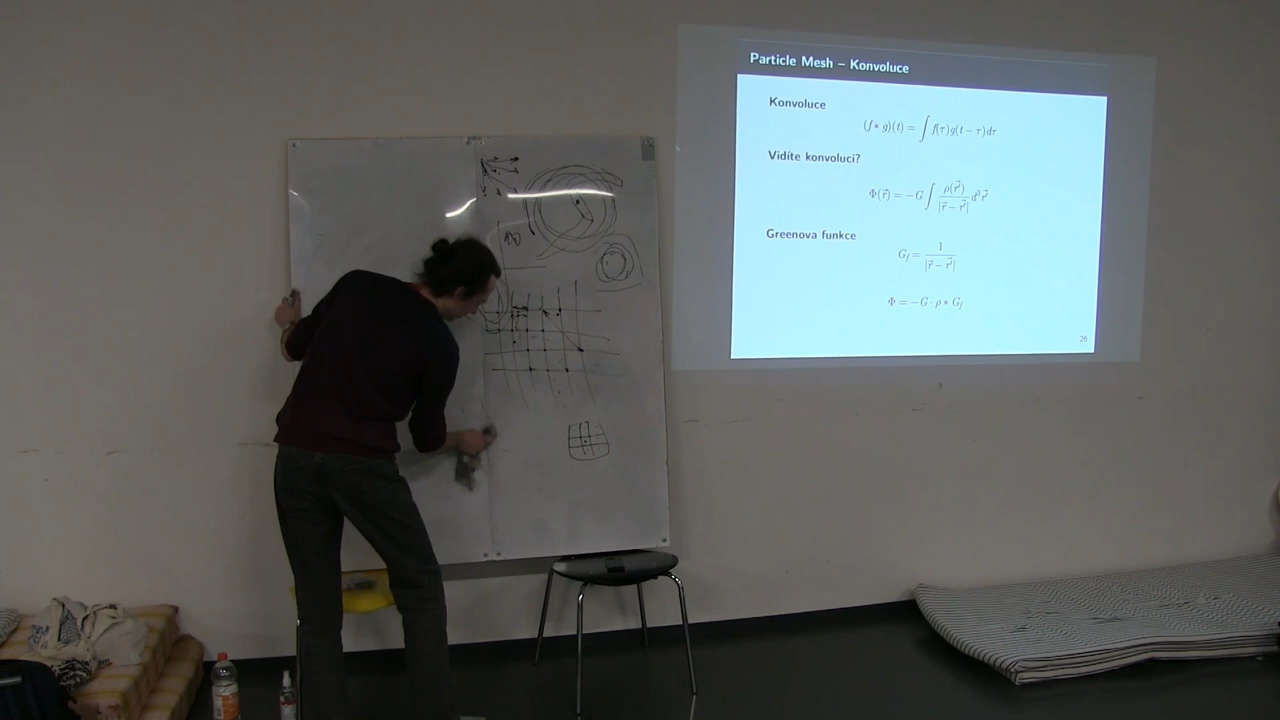 Particle Mesh – Konvoluce
Konvoluce
(f ∗ g)(t) = ∫ f(τ)g(t − τ)dτ
Vidíte konvoluci?
Φ(r⃗) = −G ∫ ρ(r⃗′) / |r⃗ − r⃗′| d³r⃗′
Greenova funkce
G_f = 1 / |r⃗ − r⃗′|
Φ = −G · ρ ∗ G_f
26